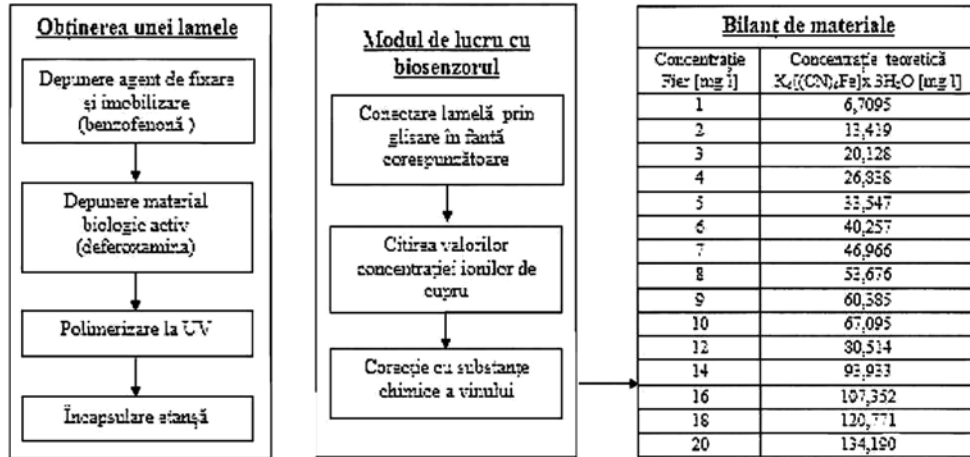 Obținerea unei lamele
Depunere agent de fixare
și imobilizare
(benzofenonă )
Depunere material
biologic activ
(deferoxamina)
Polimerizare la UV
Încapsulare etanșă
Modul de lucru cu
biosenzorul
Conectare lamelă prin
glisare în fantă
corespunzătoare
Citirea valorilor
concentrației ionilor de
cupru
Corecție cu substanțe
chimice a vinului
Bilanț de materiale
Concentrație
Fier [mg/l]
Concentrație teoretică
K₄[(CN)₆Fe]x3H₂O [mg/l]
1 6,7095
2 13,419
3 20,128
4 26,838
5 33,547
6 40,257
7 46,966
8 53,676
9 60,385
10 67,095
12 80,514
14 93,933
16 107,352
18 120,771
20 134,190